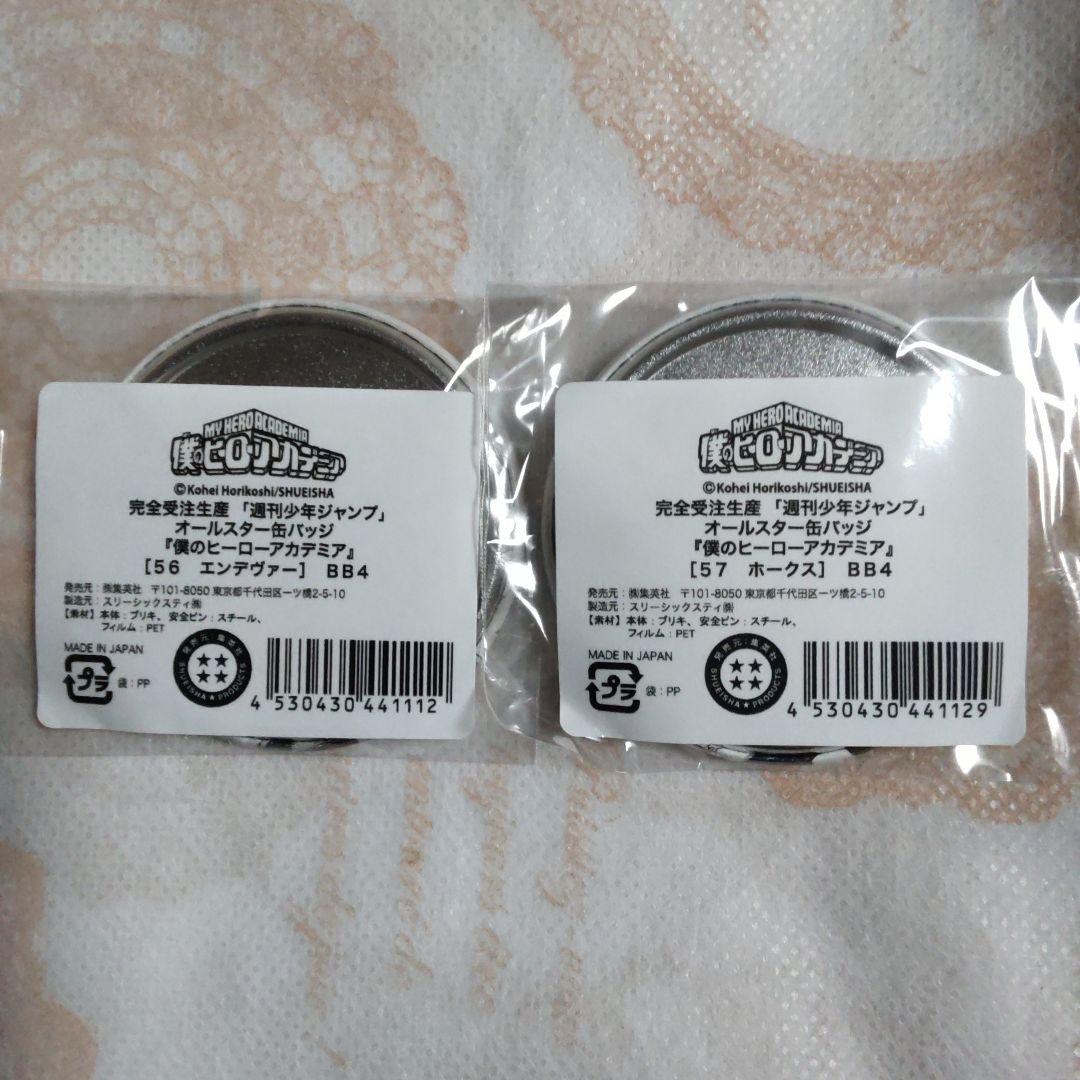 MY HERO ACADEMIA
僕のヒーローアカデミア
©Kohei Horikoshi/SHUEISHA
完全受注生産 「週刊少年ジャンプ」
オールスター缶バッジ
『僕のヒーローアカデミア』
[56 エンデヴァー] BB4
発売元:㈱集英社 〒101-8050 東京都千代田区一ツ橋2-5-10
製造元:スリーシックスティ㈱
【素材】本体:ブリキ、安全ピン:スチール、
フィルム:PET
MADE IN JAPAN
プラ 袋:PP
発売元:集英社
SHUEISHA★PRODUCTS
4 530430 441112
MY HERO ACADEMIA
僕のヒーローアカデミア
©Kohei Horikoshi/SHUEISHA
完全受注生産 「週刊少年ジャンプ」
オールスター缶バッジ
『僕のヒーローアカデミア』
[57 ホークス] BB4
発売元:㈱集英社 〒101-8050 東京都千代田区一ツ橋2-5-10
製造元:スリーシックスティ㈱
【素材】本体:ブリキ、安全ピン:スチール、
フィルム:PET
MADE IN JAPAN
プラ 袋:PP
発売元:集英社
SHUEISHA★PRODUCTS
4 530430 441129